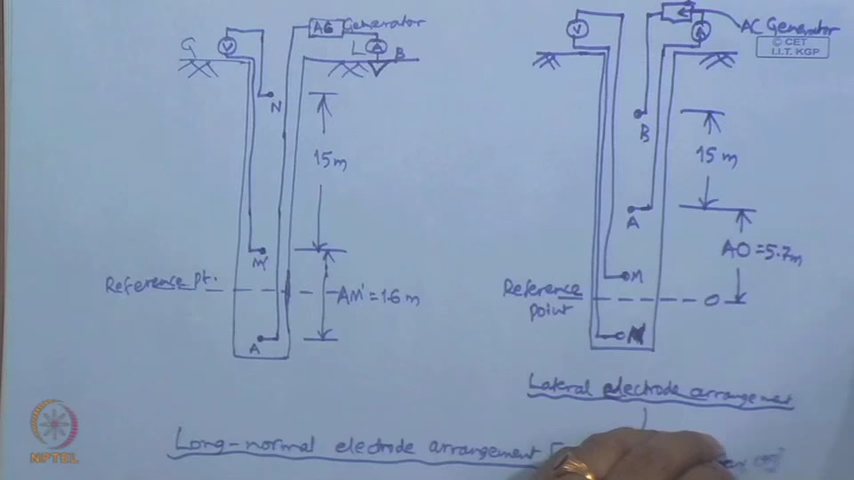 AG Generator
G
V
L
A
B
N
15m
M'
Reference Pt.
AM' = 1.6 m
A
Long-normal electrode arrangement
AC Generator
© CET
I.I.T. KGP
V
A
B
15m
A
AO = 5.7m
M
Reference
point
O
N
Lateral electrode arrangement
NPTEL